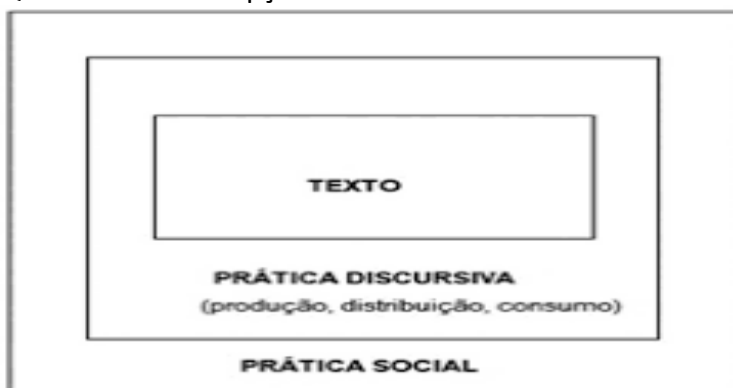 TEXTO
PRÁTICA DISCURSIVA
(produção, distribuição, consumo)
PRÁTICA SOCIAL